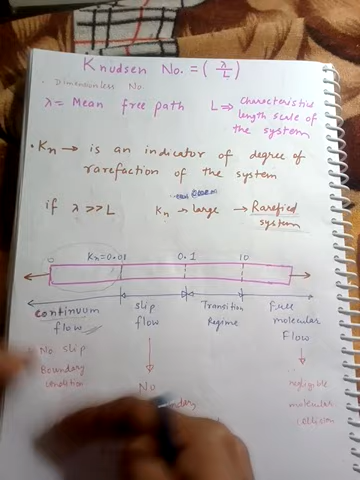 Knudsen No. = (λ/L)
· Dimensionless No.
λ = Mean free path
L ⇒ characteristic
length scale of
the system
• Kn → is an indicator of degree of
rarefaction of the system
if λ >> L
Kn → large → Rarefied
system
0 Kn = 0.01 0.1 10
continuum
flow
slip
flow
Transition
Regime
Free
molecular
Flow
No slip
Boundary
condition
No
negligible
molecular
collision